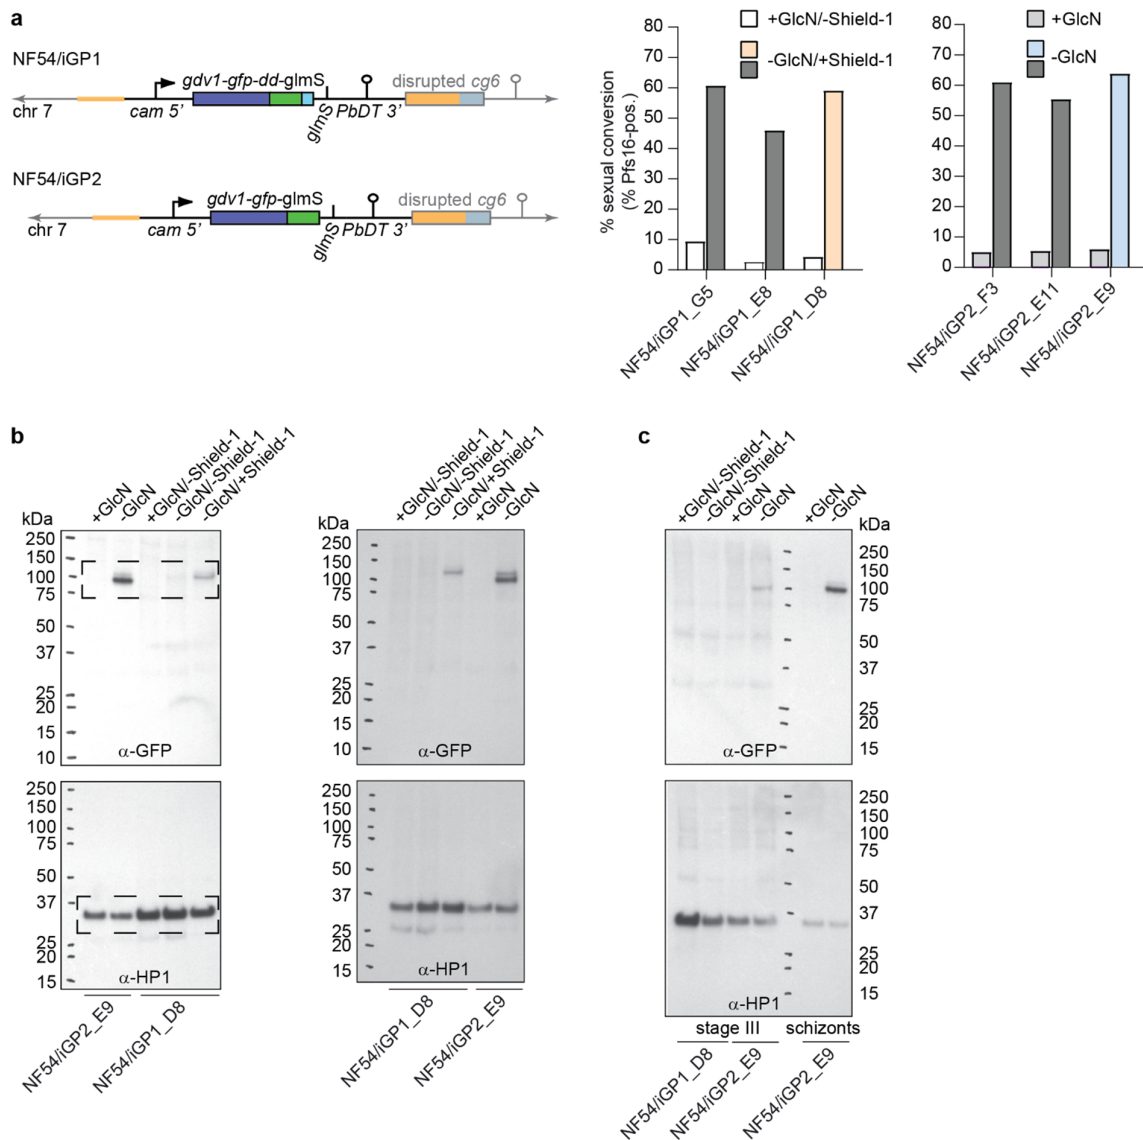 a
NF54/iGP1
gdv1-gfp-dd-glmS
disrupted cg6
chr 7
cam 5’
glmS
PbDT 3’
NF54/iGP2
gdv1-gfp-glmS
disrupted cg6
chr 7
cam 5’
glmS
PbDT 3’
% sexual conversion
(% Pfs16-pos.)
80
70
60
50
40
30
20
10
0
+GlcN/-Shield-1
-GlcN/+Shield-1
NF54/iGP1_G5
NF54/iGP1_E8
NF54//iGP1_D8
80
70
60
50
40
30
20
10
0
+GlcN
-GlcN
NF54/iGP2_F3
NF54/iGP2_E11
NF54//iGP2_E9
b
kDa
+GlcN
-GlcN
+GlcN/-Shield-1
-GlcN/-Shield-1
-GlcN/+Shield-1
250
150
100
75
50
37
25
20
15
10
α-GFP
250
150
100
75
50
37
25
20
15
α-HP1
NF54/iGP2_E9
NF54/iGP1_D8
kDa
+GlcN/-Shield-1
-GlcN/-Shield-1
-GlcN/+Shield-1
+GlcN
-GlcN
250
150
100
75
50
37
25
20
15
10
α-GFP
250
150
100
75
50
37
25
20
15
α-HP1
NF54/iGP1_D8
NF54/iGP2_E9
c
+GlcN/-Shield-1
-GlcN/-Shield-1
+GlcN
-GlcN
+GlcN
-GlcN
kDa
250
150
100
75
50
37
25
20
15
α-GFP
250
150
100
75
50
37
25
20
15
α-HP1
stage III
schizonts
NF54/iGP1_D8
NF54/iGP2_E9
NF54/iGP2_E9